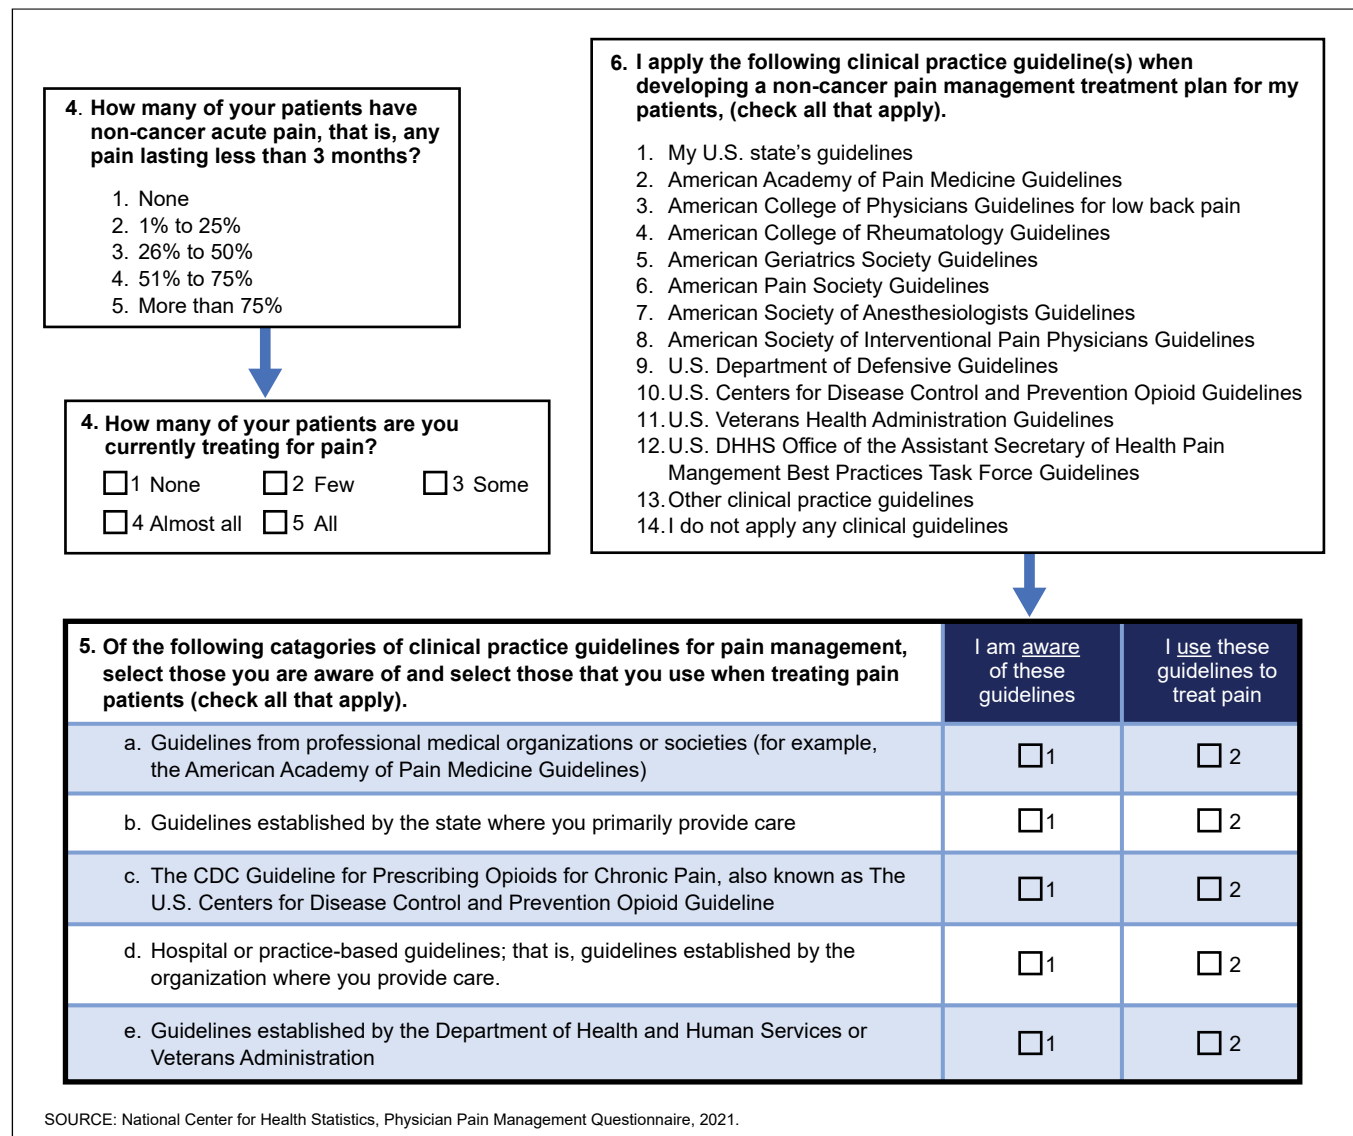 4. How many of your patients have
non-cancer acute pain, that is, any
pain lasting less than 3 months?
1. None
2. 1% to 25%
3. 26% to 50%
4. 51% to 75%
5. More than 75%
4. How many of your patients are you
currently treating for pain?
1 None 2 Few 3 Some
4 Almost all 5 All
6. I apply the following clinical practice guideline(s) when
developing a non-cancer pain management treatment plan for my
patients, (check all that apply).
1. My U.S. state’s guidelines
2. American Academy of Pain Medicine Guidelines
3. American College of Physicians Guidelines for low back pain
4. American College of Rheumatology Guidelines
5. American Geriatrics Society Guidelines
6. American Pain Society Guidelines
7. American Society of Anesthesiologists Guidelines
8. American Society of Interventional Pain Physicians Guidelines
9. U.S. Department of Defensive Guidelines
10. U.S. Centers for Disease Control and Prevention Opioid Guidelines
11. U.S. Veterans Health Administration Guidelines
12. U.S. DHHS Office of the Assistant Secretary of Health Pain
Mangement Best Practices Task Force Guidelines
13. Other clinical practice guidelines
14. I do not apply any clinical guidelines
5. Of the following catagories of clinical practice guidelines for pain management,
select those you are aware of and select those that you use when treating pain
patients (check all that apply).
I am aware
of these
guidelines
I use these
guidelines to
treat pain
a. Guidelines from professional medical organizations or societies (for example,
the American Academy of Pain Medicine Guidelines)
1 2
b. Guidelines established by the state where you primarily provide care
1 2
c. The CDC Guideline for Prescribing Opioids for Chronic Pain, also known as The
U.S. Centers for Disease Control and Prevention Opioid Guideline
1 2
d. Hospital or practice-based guidelines; that is, guidelines established by the
organization where you provide care.
1 2
e. Guidelines established by the Department of Health and Human Services or
Veterans Administration
1 2
SOURCE: National Center for Health Statistics, Physician Pain Management Questionnaire, 2021.